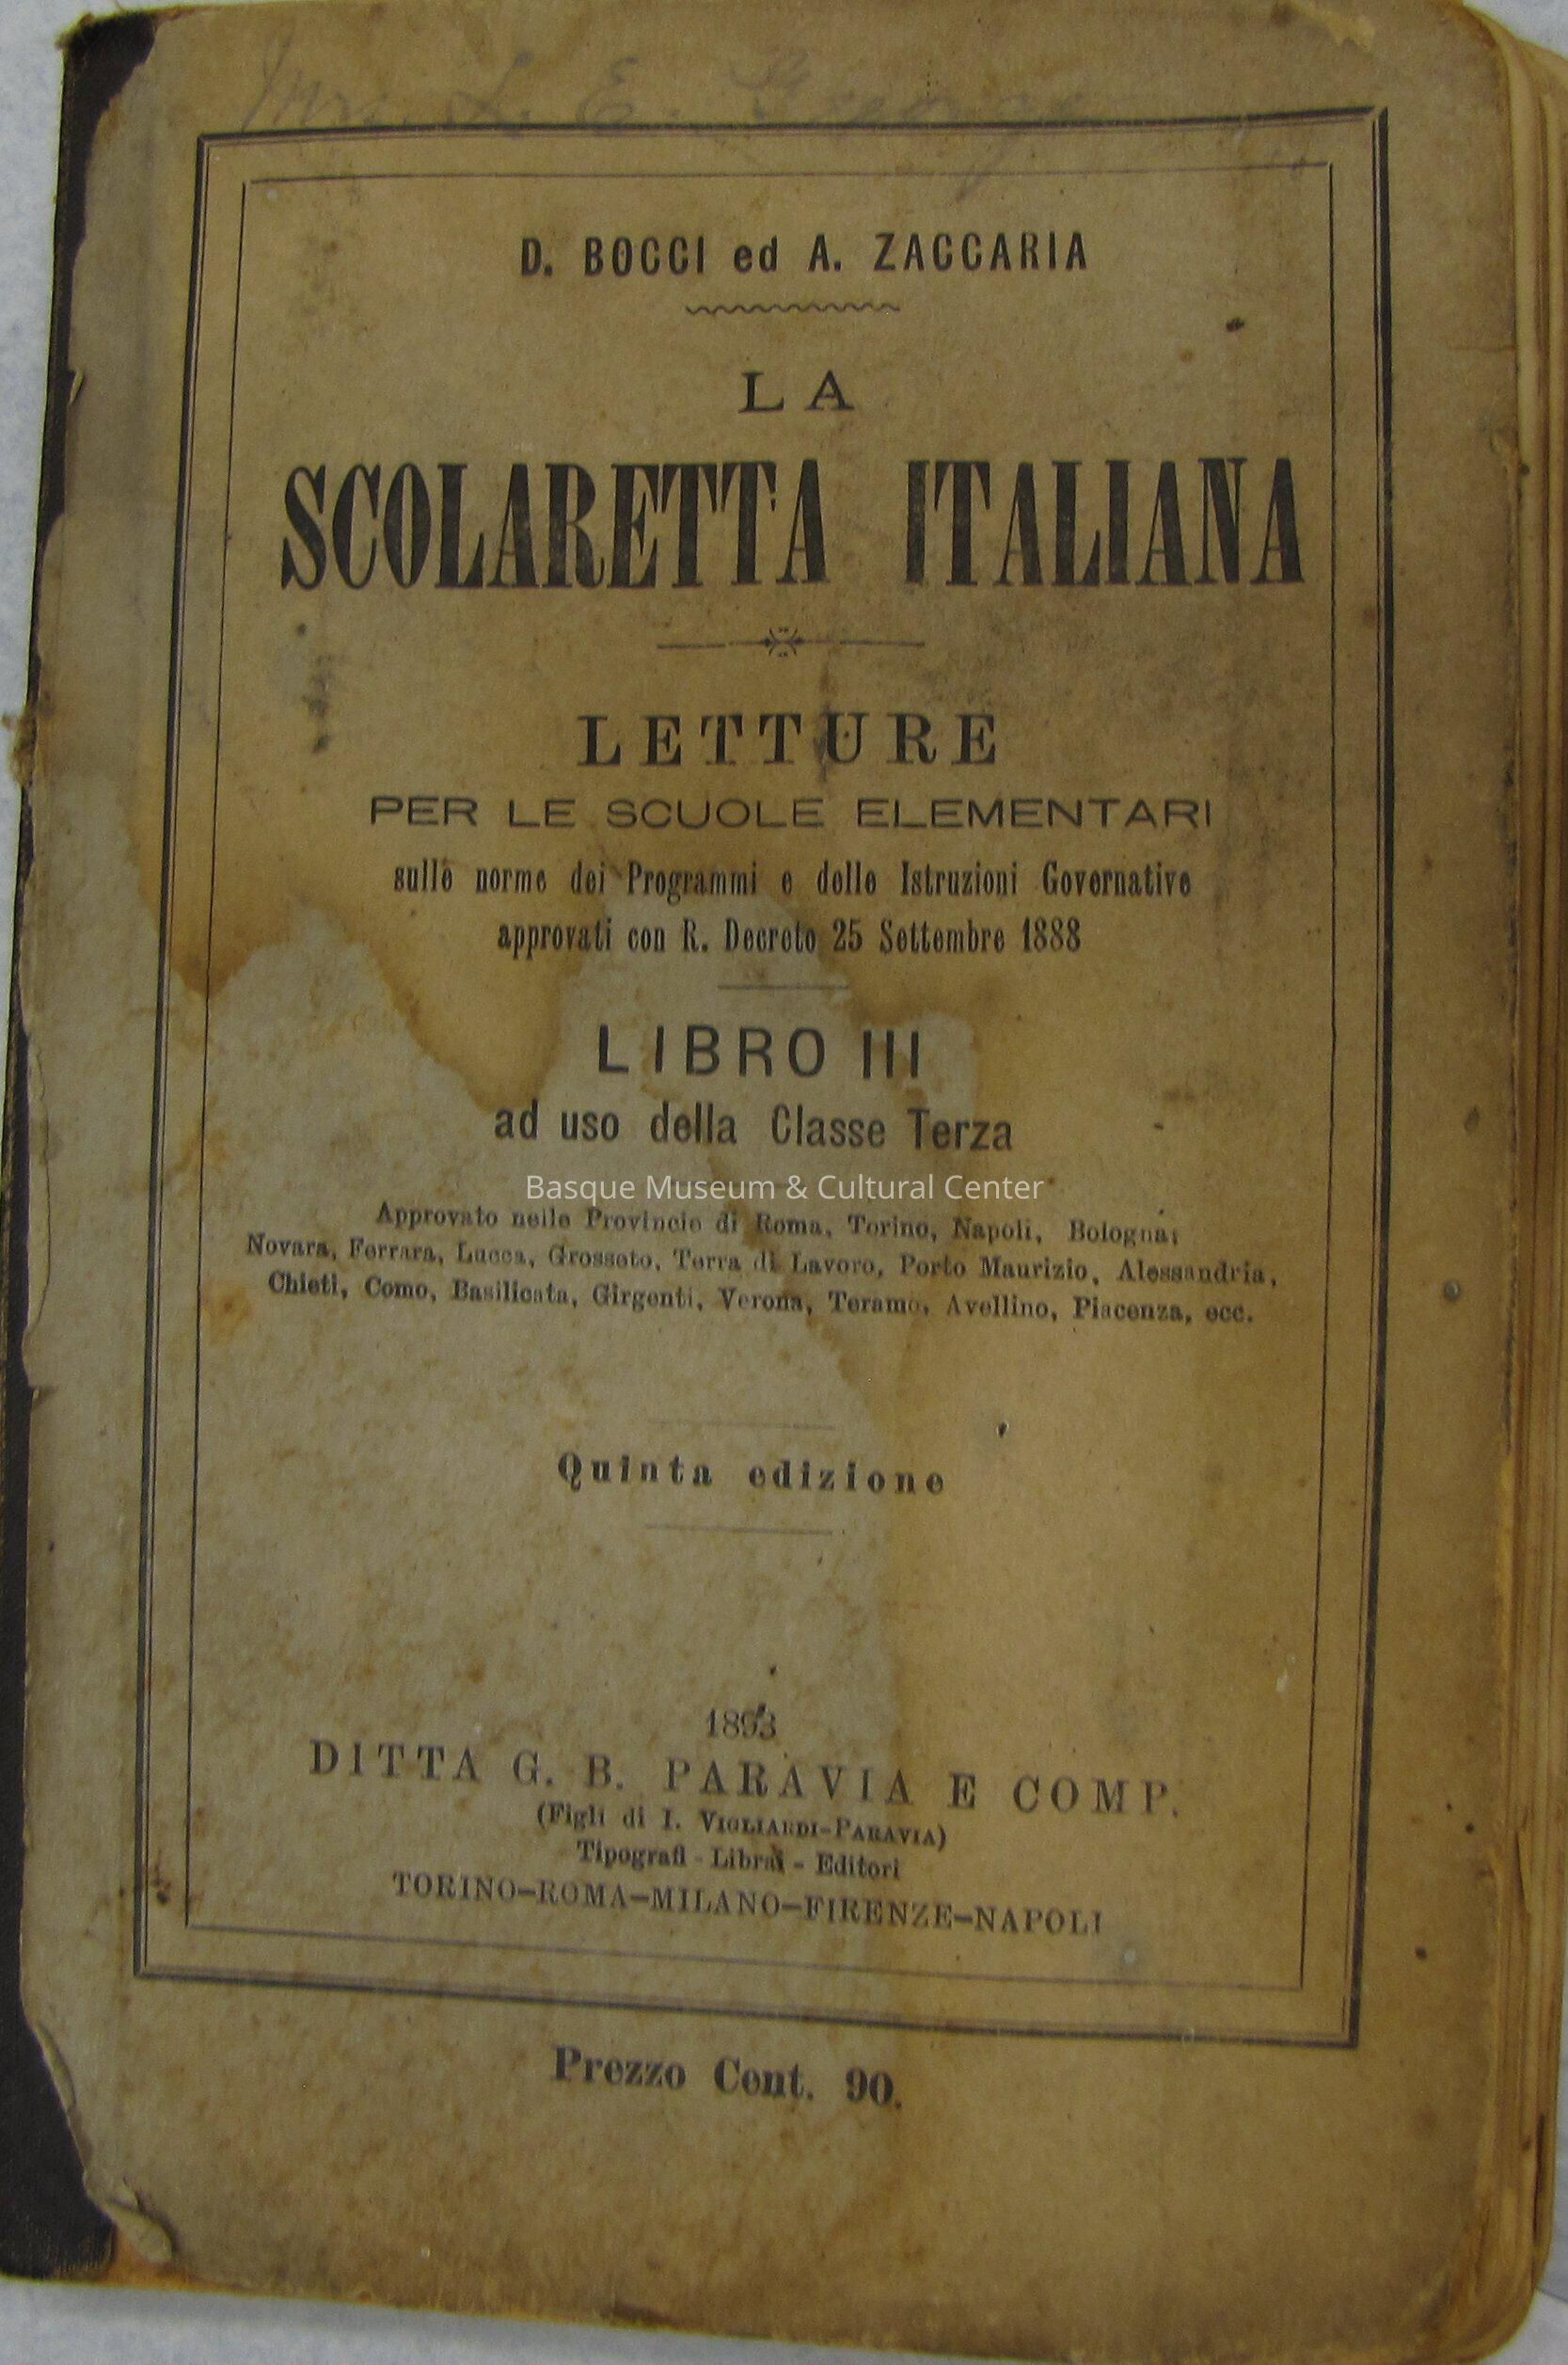 Mrs. L. E.
D. BOCCI ed A. ZACCARIA
LA
SCOLARETTA ITALIANA
LETTURE
PER LE SCUOLE ELEMENTARI
sulle norme dei Programmi e delle Istruzioni Governative
approvati con R. Decreto 25 Settembre 1888
LIBRO III
ad uso della Classe Terza
Basque Museum & Cultural Center
Approvato nelle Provincie di Roma, Torino, Napoli, Bologna,
Novara, Ferrara, Lucca, Grosseto, Terra di Lavoro, Porto Maurizio, Alessandria,
Chieti, Como, Basilicata, Girgenti, Verona, Teramo, Avellino, Piacenza, ecc.
Quinta edizione
1893
DITTA G. B. PARAVIA E COMP.
(Figli di I. VIGLIARDI-PARAVIA)
Tipografi - Librai - Editori
TORINO-ROMA-MILANO-FIRENZE-NAPOLI
Prezzo Cent. 90.